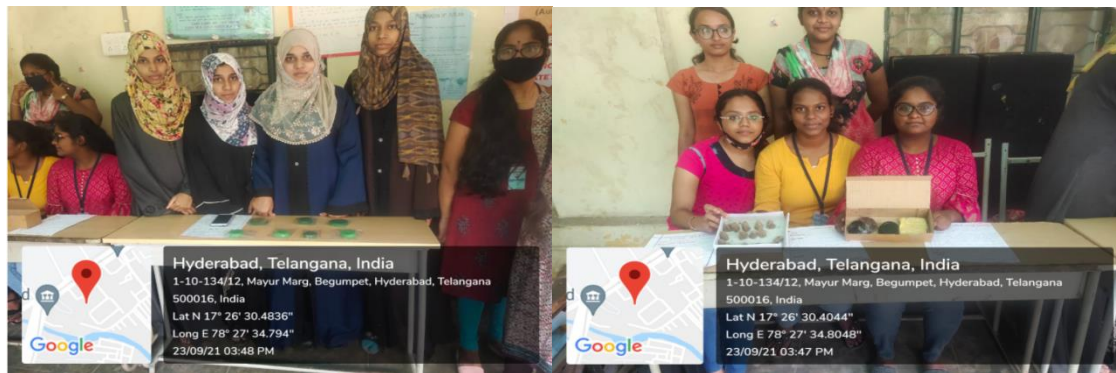 Hyderabad, Telangana, India
1-10-134/12, Mayur Marg, Begumpet, Hyderabad, Telangana
500016, India
Lat N 17° 26' 30.4836"
Long E 78° 27' 34.794"
23/09/21 03:48 PM
Google
Hyderabad, Telangana, India
1-10-134/12, Mayur Marg, Begumpet, Hyderabad, Telangana
500016, India
Lat N 17° 26' 30.4044"
Long E 78° 27' 34.8048"
23/09/21 03:47 PM
Google